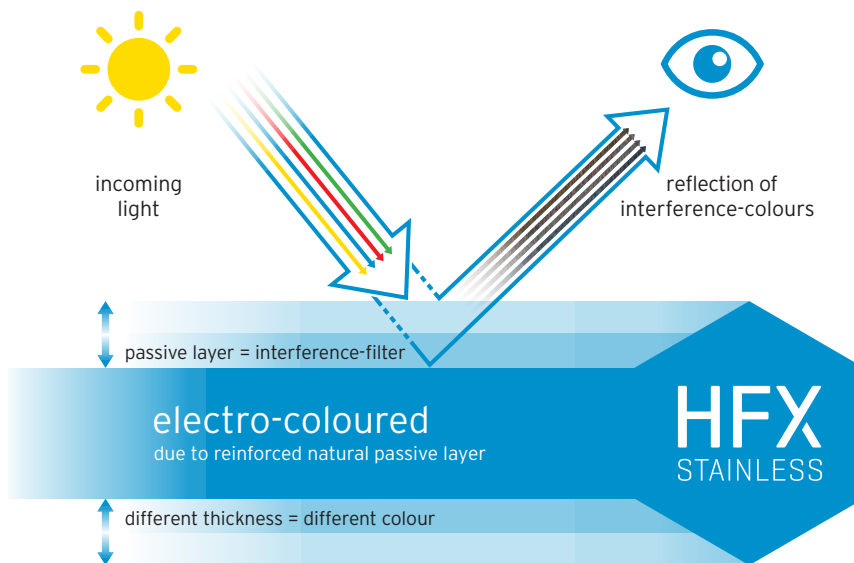 incoming
light
reflection of
interference-colours
passive layer = interference-filter
electro-coloured
due to reinforced natural passive layer
HFX
STAINLESS
different thickness = different colour